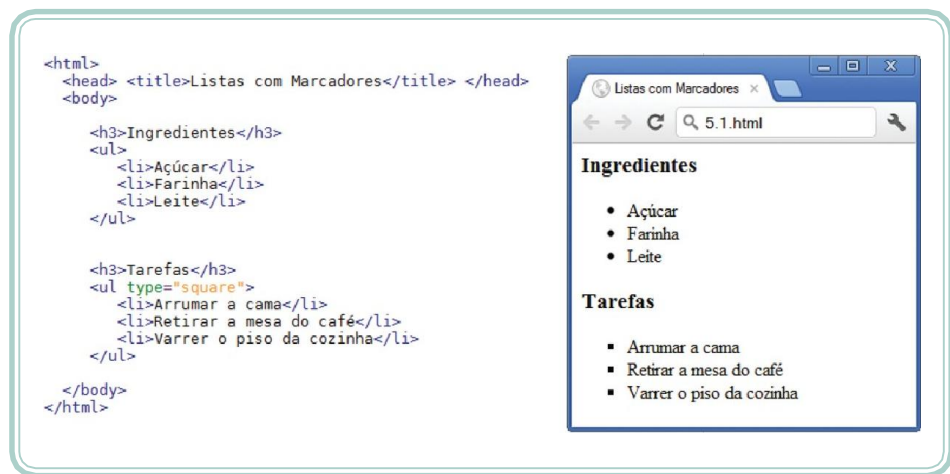 <html>
<head> <title>Listas com Marcadores</title> </head>
<body>
<h3>Ingredientes</h3>
<ul>
<li>Açúcar</li>
<li>Farinha</li>
<li>Leite</li>
</ul>
<h3>Tarefas</h3>
<ul type="square">
<li>Arrumar a cama</li>
<li>Retirar a mesa do café</li>
<li>Varrer o piso da cozinha</li>
</ul>
</body>
</html>
Listas com Marcadores
5.1.html
Ingredientes
• Açúcar
• Farinha
• Leite
Tarefas
▪ Arrumar a cama
▪ Retirar a mesa do café
▪ Varrer o piso da cozinha